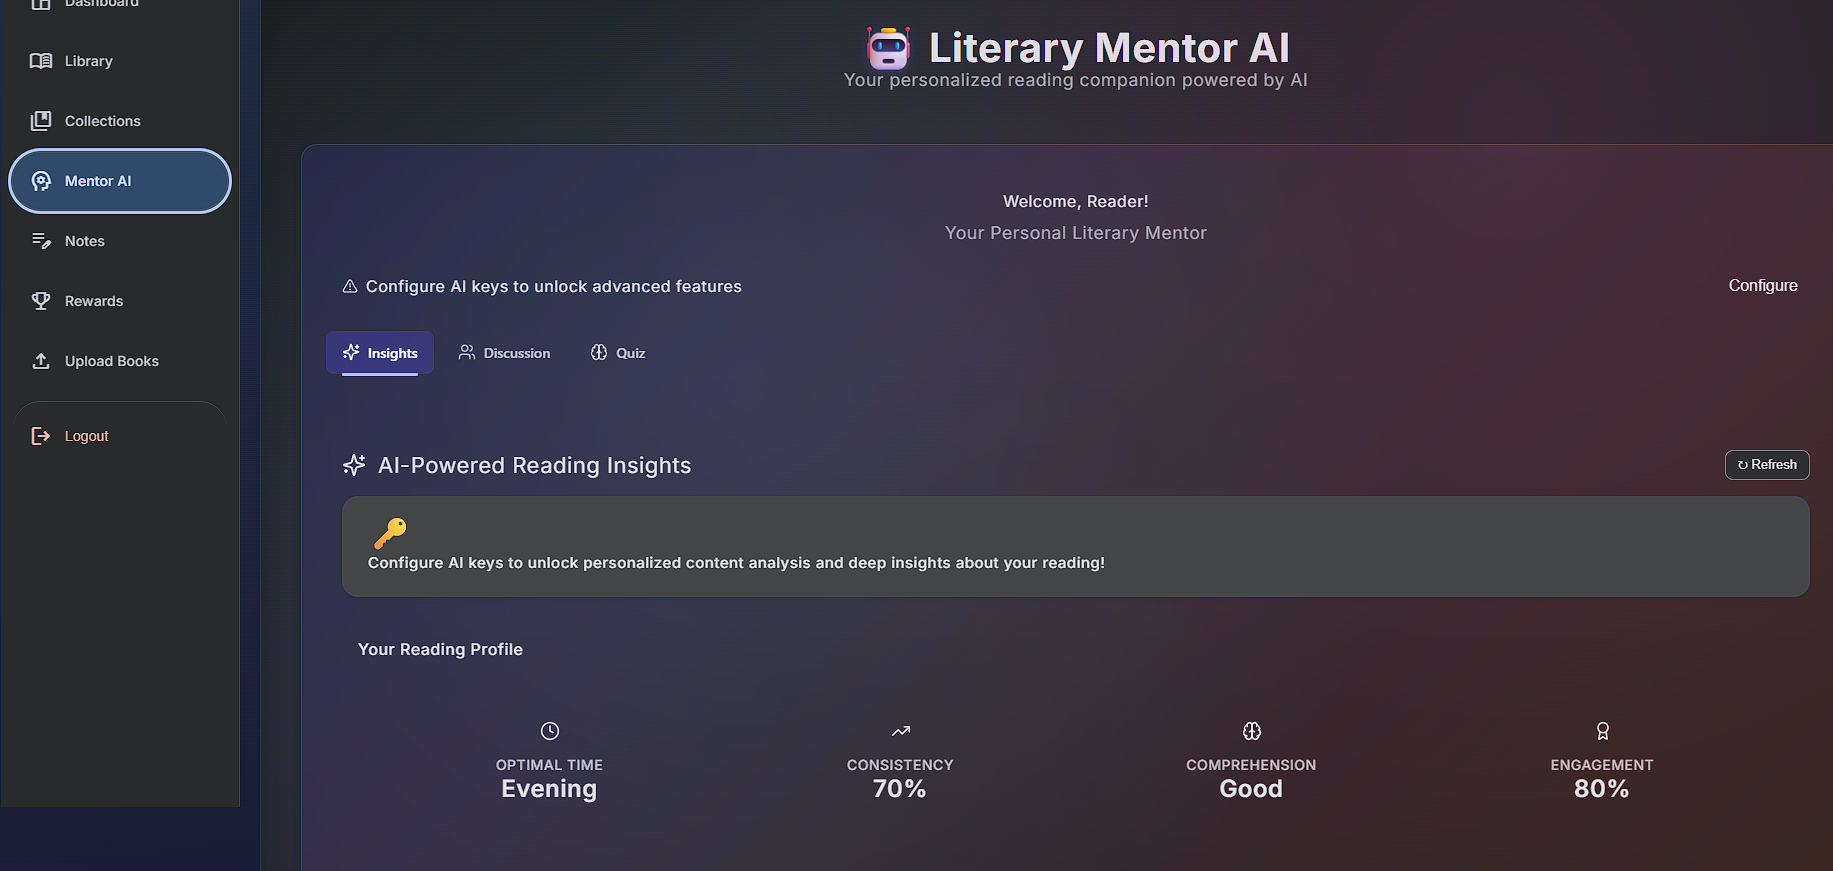 Dashboard
Library
Collections
Mentor AI
Notes
Rewards
Upload Books
Logout
Literary Mentor AI
Your personalized reading companion powered by AI
Welcome, Reader!
Your Personal Literary Mentor
Configure AI keys to unlock advanced features
Configure
Insights
Discussion
Quiz
AI-Powered Reading Insights
↻ Refresh
Configure AI keys to unlock personalized content analysis and deep insights about your reading!
Your Reading Profile
OPTIMAL TIME
Evening
CONSISTENCY
70%
COMPREHENSION
Good
ENGAGEMENT
80%